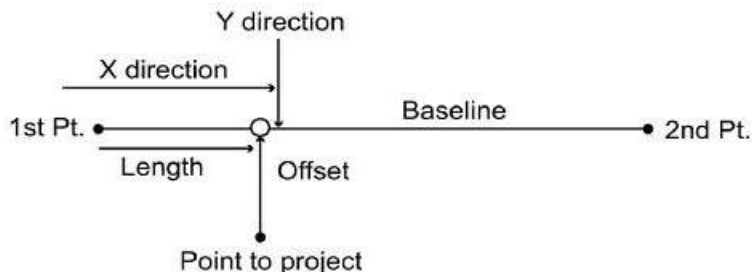 Y direction
X direction
Baseline
1st Pt.
2nd Pt.
Length
Offset
Point to project